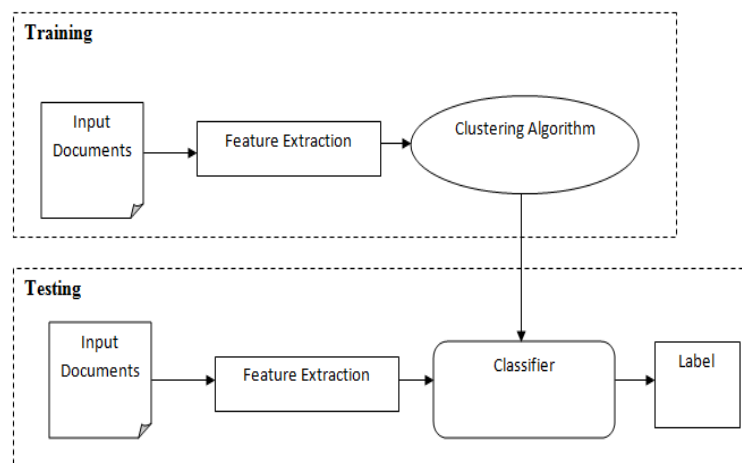 Training
Input
Documents
Feature Extraction
Clustering Algorithm
Testing
Input
Documents
Feature Extraction
Classifier
Label